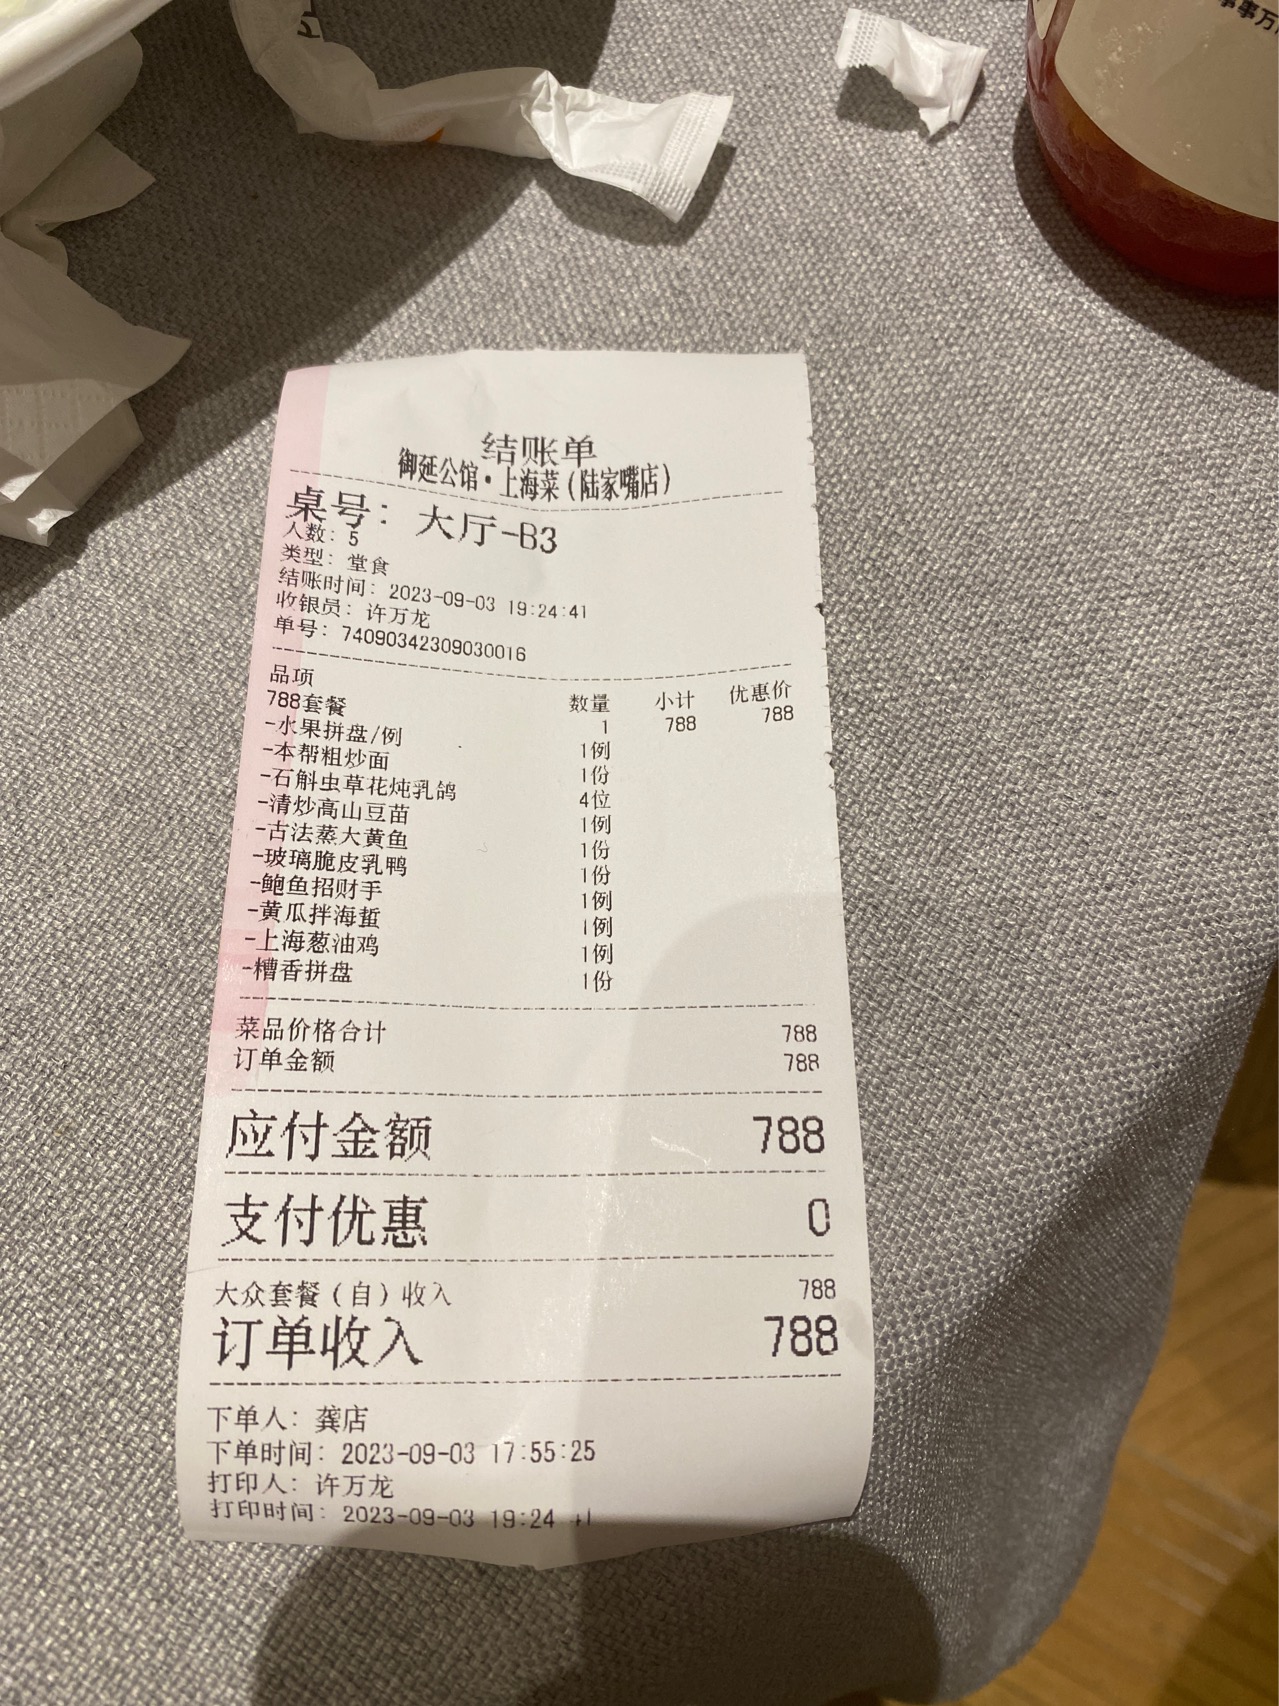 事事万
结账单
御延公馆·上海菜(陆家嘴店)
桌号: 大厅-B3
人数: 5
类型: 堂食
结账时间: 2023-09-03 19:24:41
收银员: 许万龙
单号: 74090342309030016
品项 数量 小计 优惠价
788套餐 1 788 788
-水果拼盘/例 1例
-本帮粗炒面 1份
-石斛虫草花炖乳鸽 4位
-清炒高山豆苗 1例
-古法蒸大黄鱼 1份
-玻璃脆皮乳鸭 1份
-鲍鱼招财手 1例
-黄瓜拌海蜇 1例
-上海葱油鸡 1例
-糟香拼盘 1份
菜品价格合计 788
订单金额 788
应付金额 788
支付优惠 0
大众套餐(自)收入 788
订单收入 788
下单人: 龚店
下单时间: 2023-09-03 17:55:25
打印人: 许万龙
打印时间: 2023-09-03 19:24